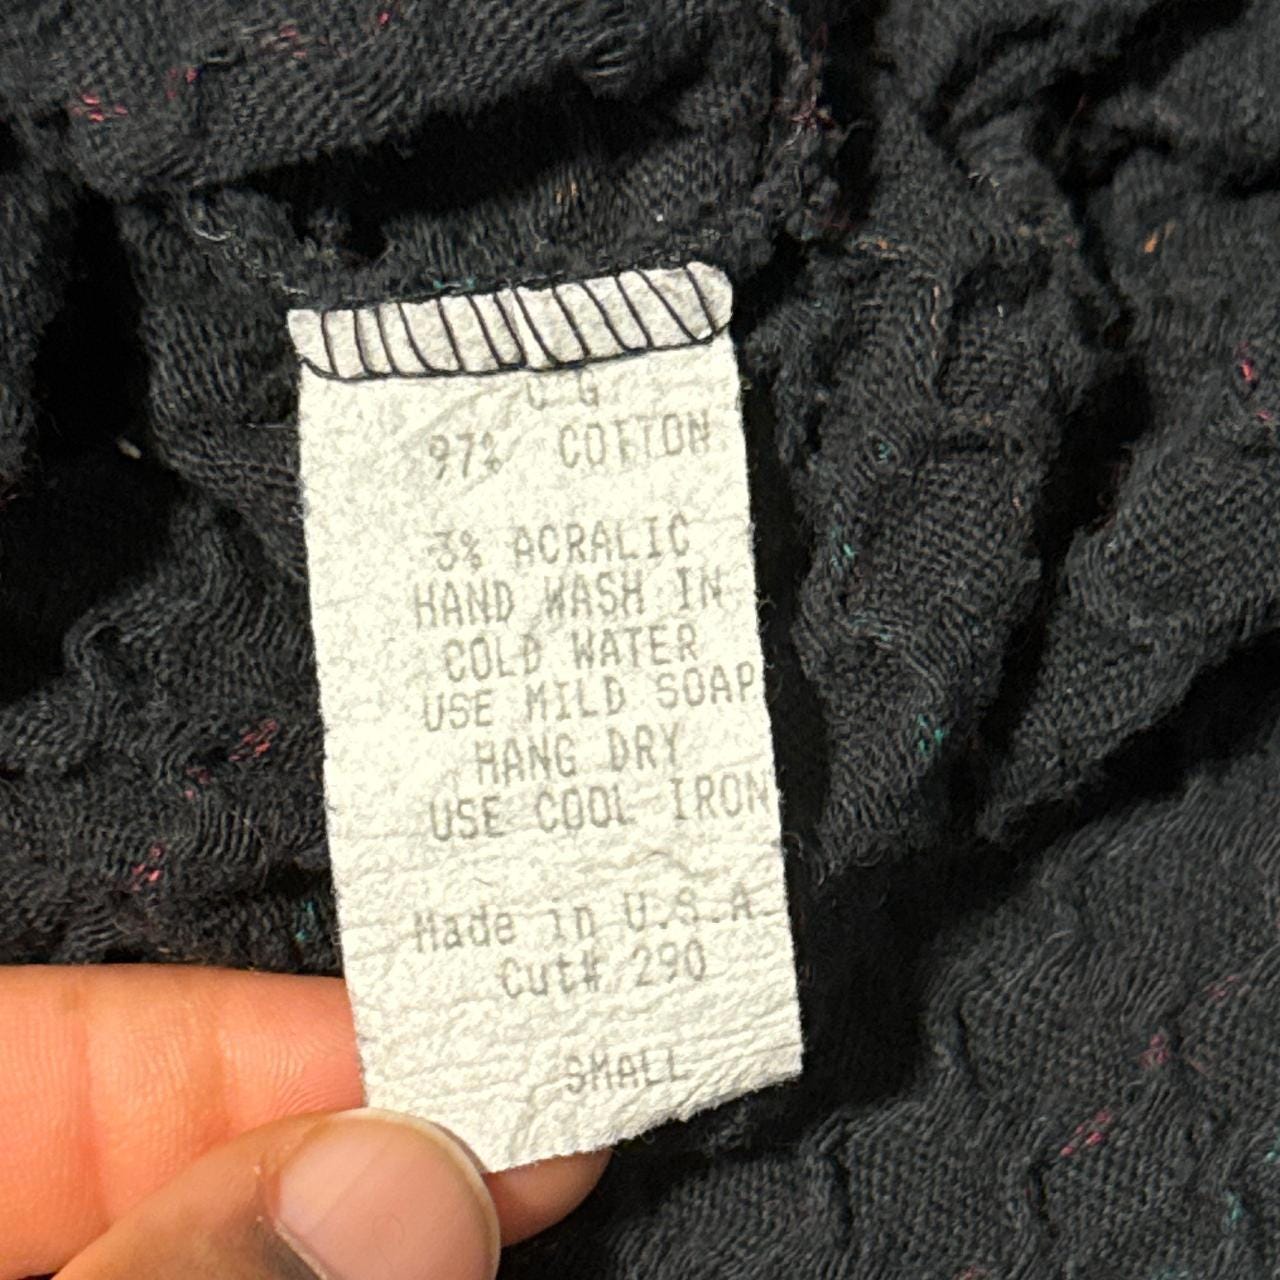 C G
97% COTTON
3% ACRALIC
HAND WASH IN
COLD WATER
USE MILD SOAP
HANG DRY
USE COOL IRON
Made in U.S.A.
Cut# 290
SMALL